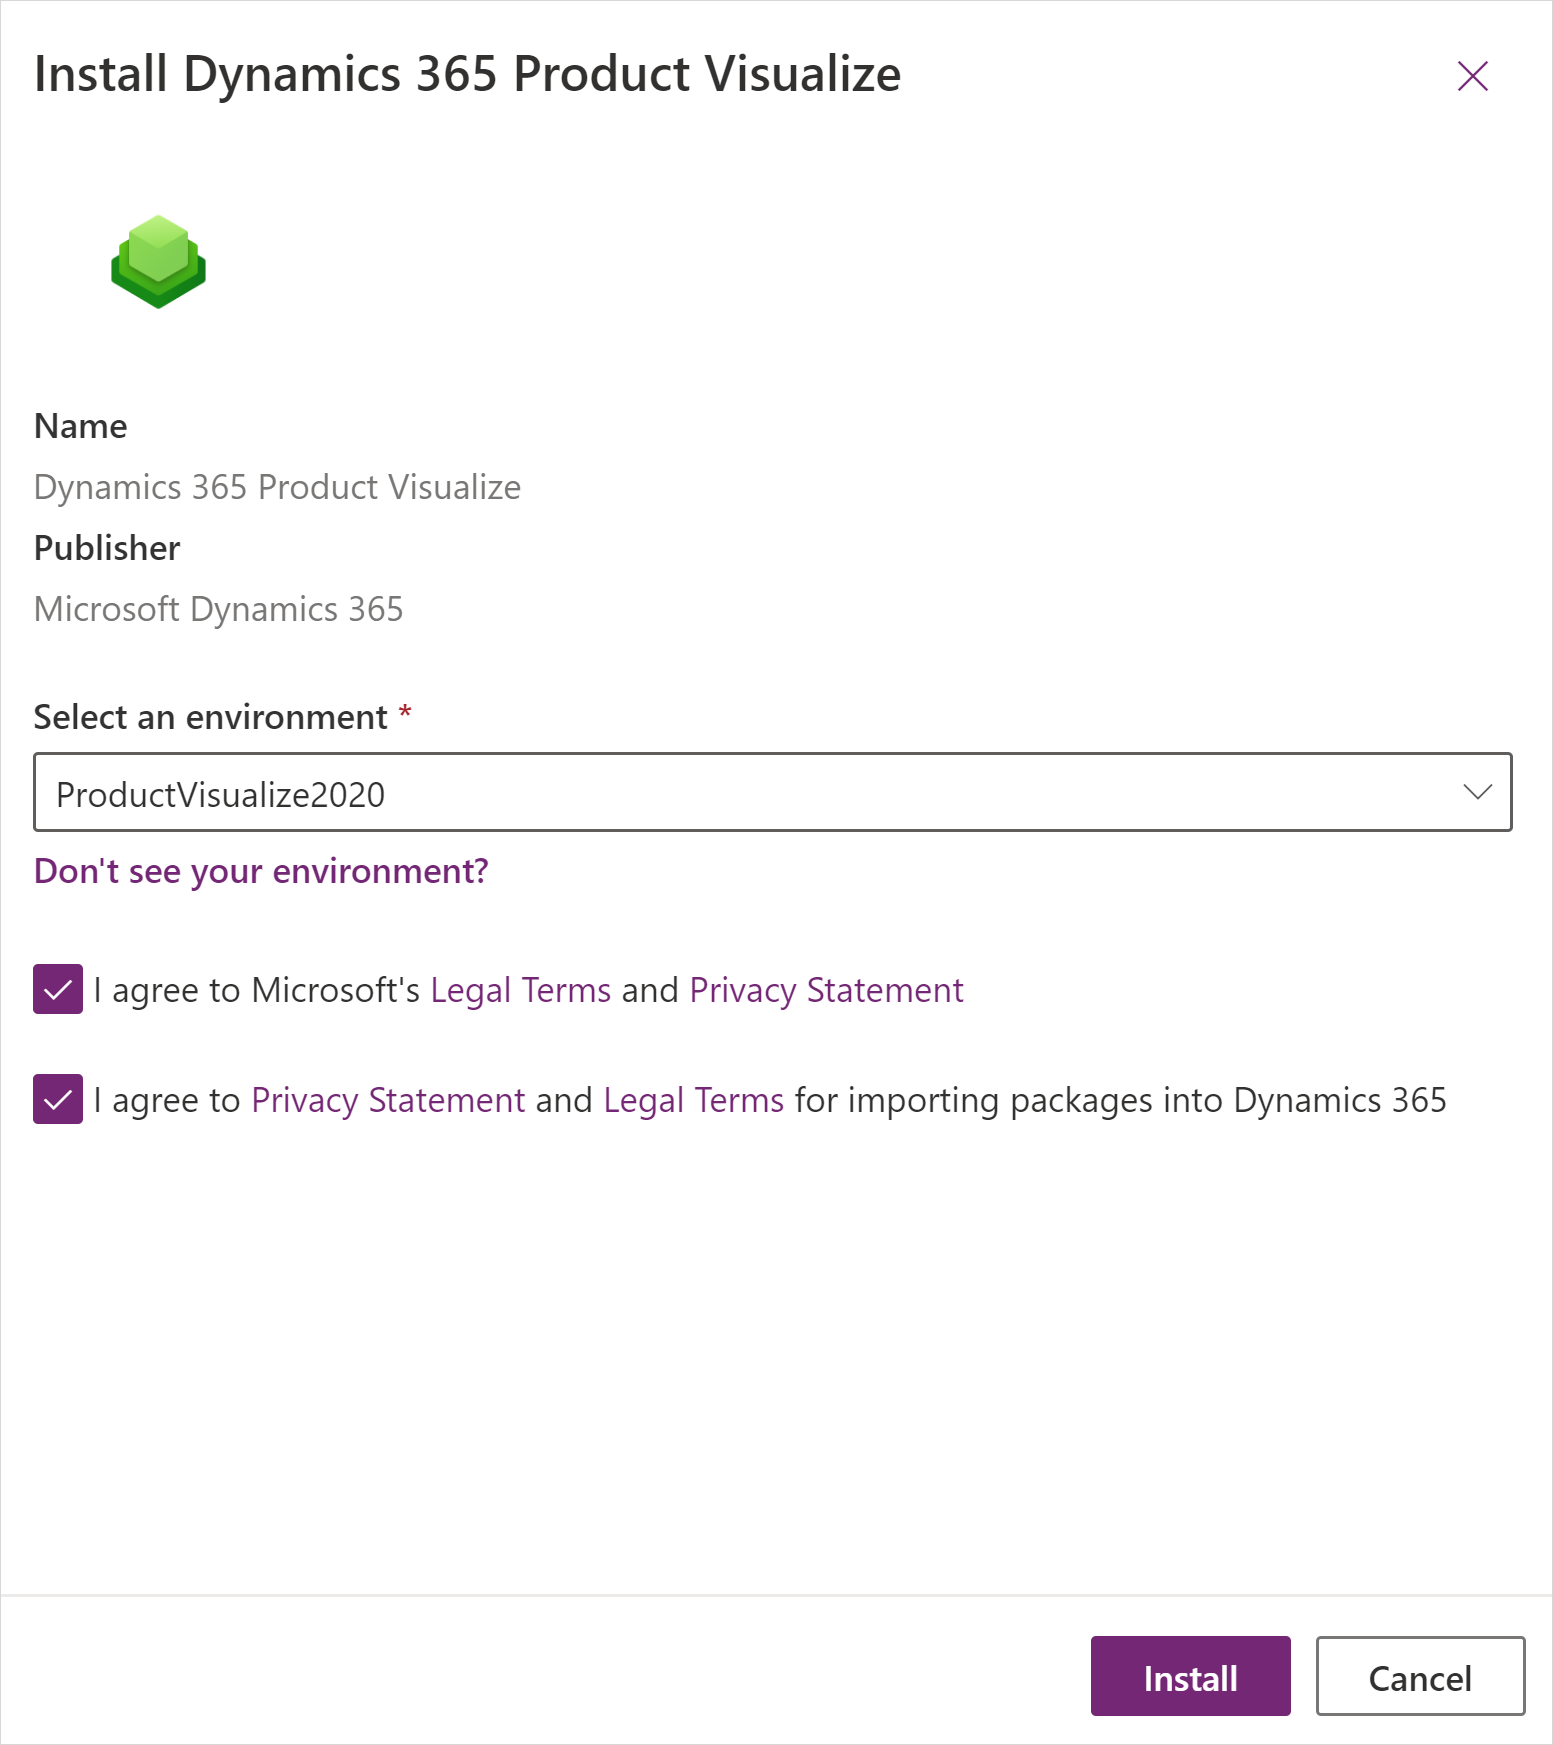 Install Dynamics 365 Product Visualize
Name
Dynamics 365 Product Visualize
Publisher
Microsoft Dynamics 365
Select an environment *
ProductVisualize2020
Don't see your environment?
I agree to Microsoft's Legal Terms and Privacy Statement
I agree to Privacy Statement and Legal Terms for importing packages into Dynamics 365
Install Cancel